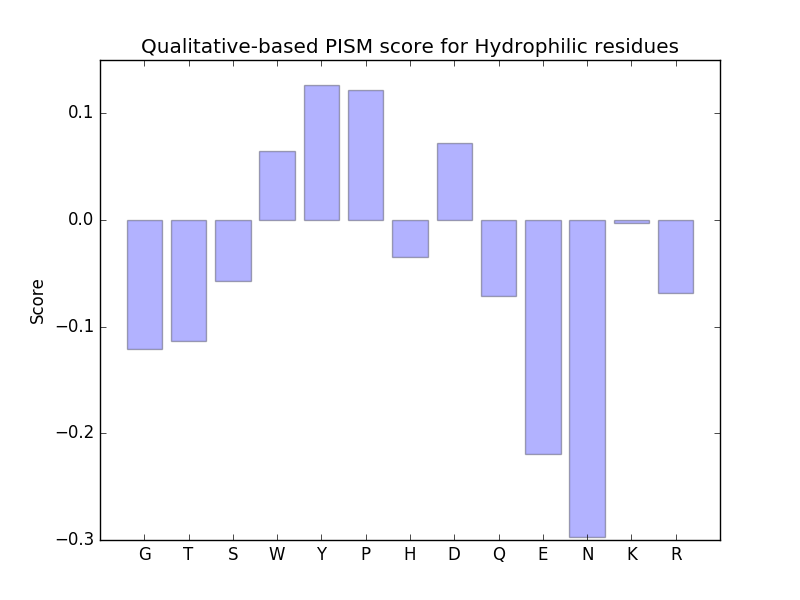 Qualitative-based PISM score for Hydrophilic residues
Score
0.1
0.0
−0.1
−0.2
−0.3
G T S W Y P H D Q E N K R